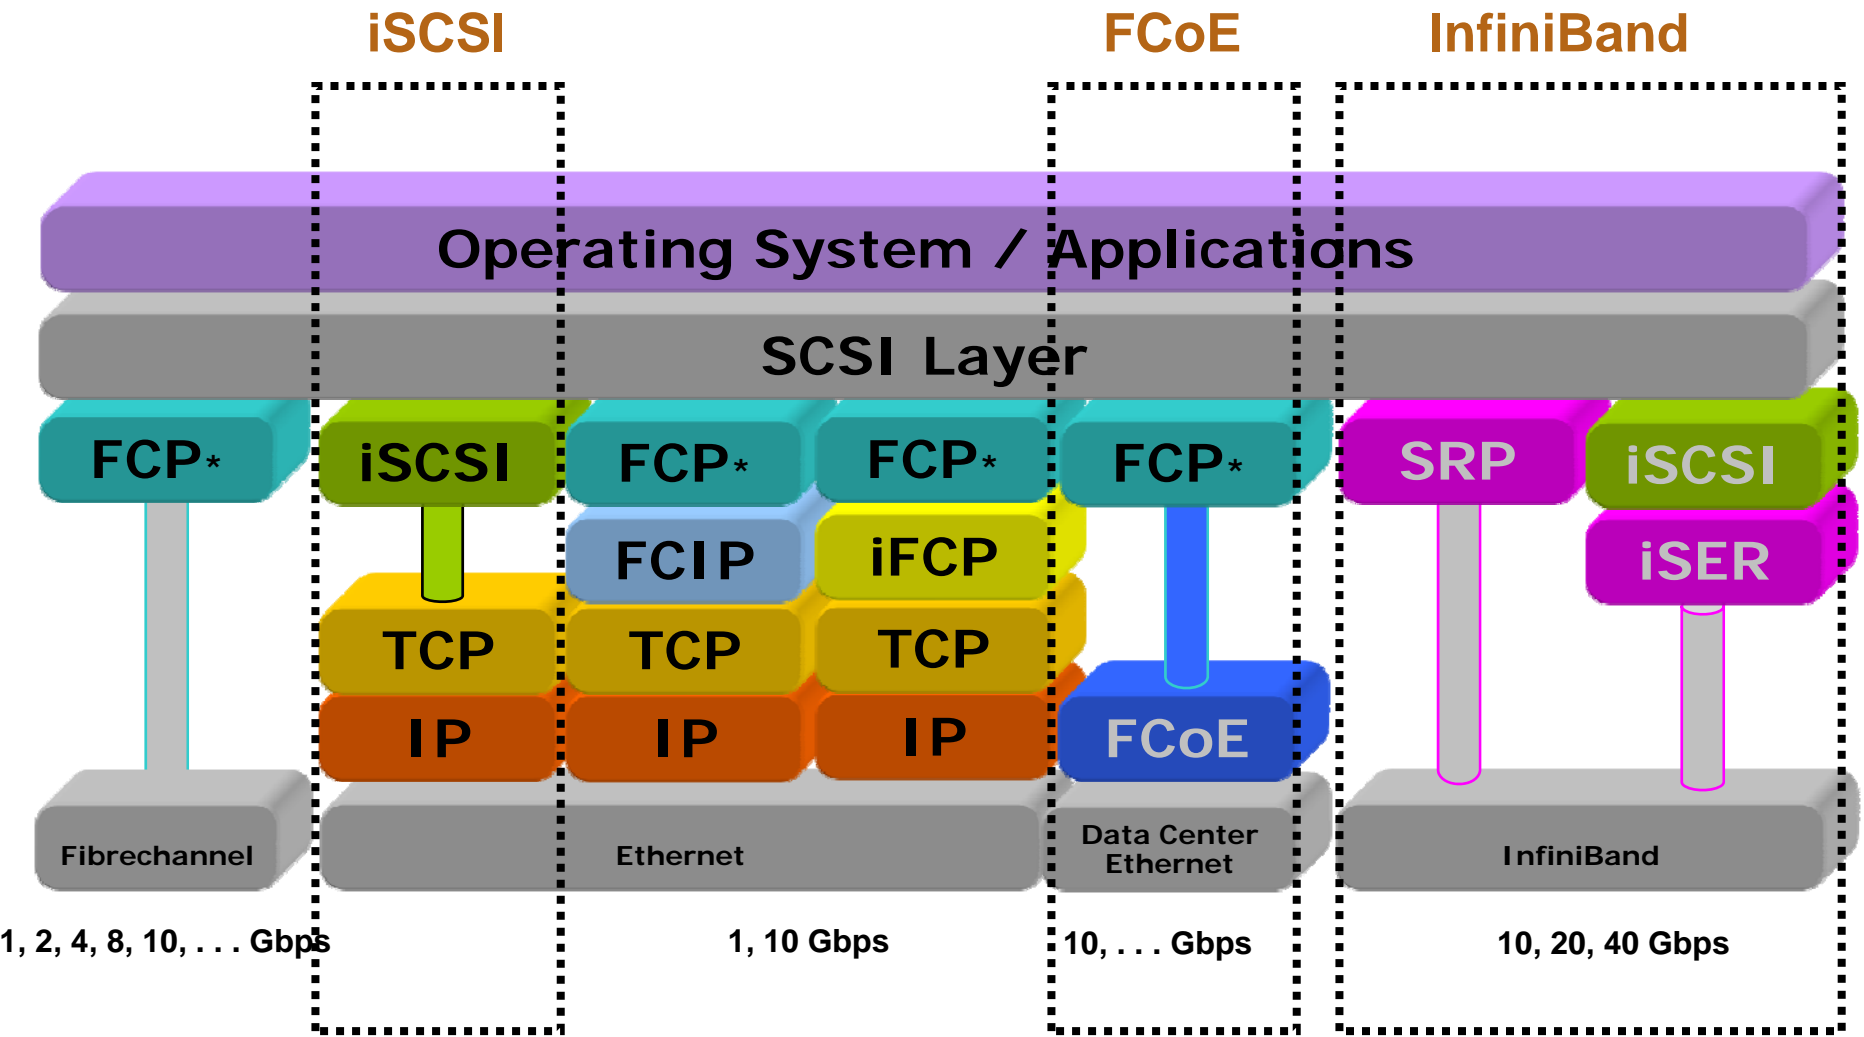 iSCSI FCoE InfiniBand
Operating System / Applications
SCSI Layer
FCP* iSCSI FCP* FCP* FCP* SRP iSCSI
FCIP iFCP iSER
TCP TCP TCP
IP IP IP FCoE
Fibrechannel Ethernet Data Center Ethernet InfiniBand
1, 2, 4, 8, 10, . . . Gbps 1, 10 Gbps 10, . . . Gbps 10, 20, 40 Gbps